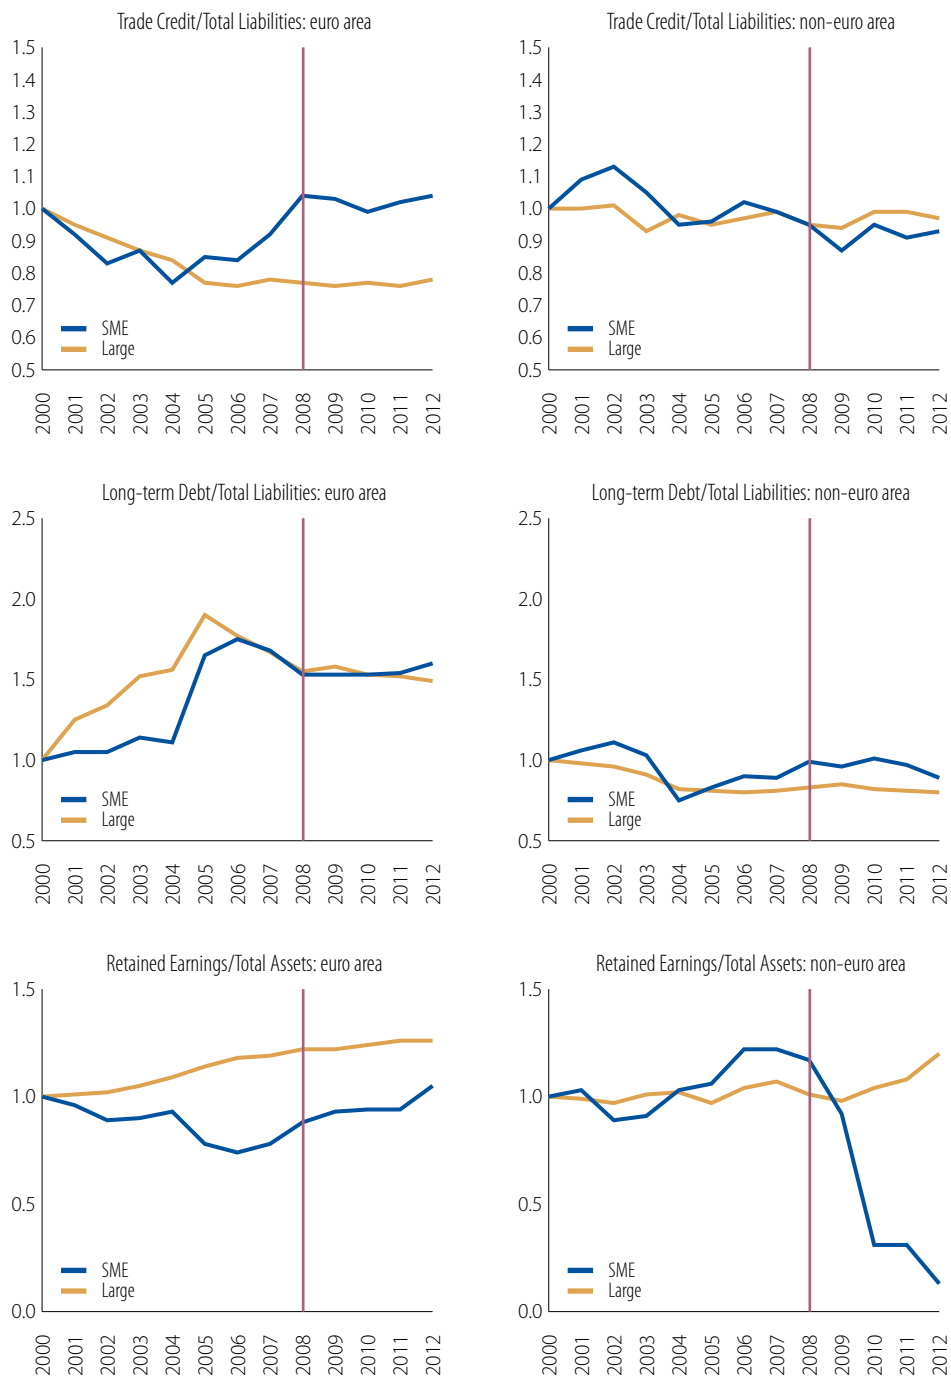 Trade Credit/Total Liabilities: euro area
1.5
1.4
1.3
1.2
1.1
1.0
0.9
0.8
0.7
0.6
0.5
SME
Large
2000 2001 2002 2003 2004 2005 2006 2007 2008 2009 2010 2011 2012
Trade Credit/Total Liabilities: non-euro area
1.5
1.4
1.3
1.2
1.1
1.0
0.9
0.8
0.7
0.6
0.5
SME
Large
2000 2001 2002 2003 2004 2005 2006 2007 2008 2009 2010 2011 2012
Long-term Debt/Total Liabilities: euro area
2.5
2.0
1.5
1.0
0.5
SME
Large
2000 2001 2002 2003 2004 2005 2006 2007 2008 2009 2010 2011 2012
Long-term Debt/Total Liabilities: non-euro area
2.5
2.0
1.5
1.0
0.5
SME
Large
2000 2001 2002 2003 2004 2005 2006 2007 2008 2009 2010 2011 2012
Retained Earnings/Total Assets: euro area
1.5
1.0
0.5
0.0
SME
Large
2000 2001 2002 2003 2004 2005 2006 2007 2008 2009 2010 2011 2012
Retained Earnings/Total Assets: non-euro area
1.5
1.0
0.5
0.0
SME
Large
2000 2001 2002 2003 2004 2005 2006 2007 2008 2009 2010 2011 2012